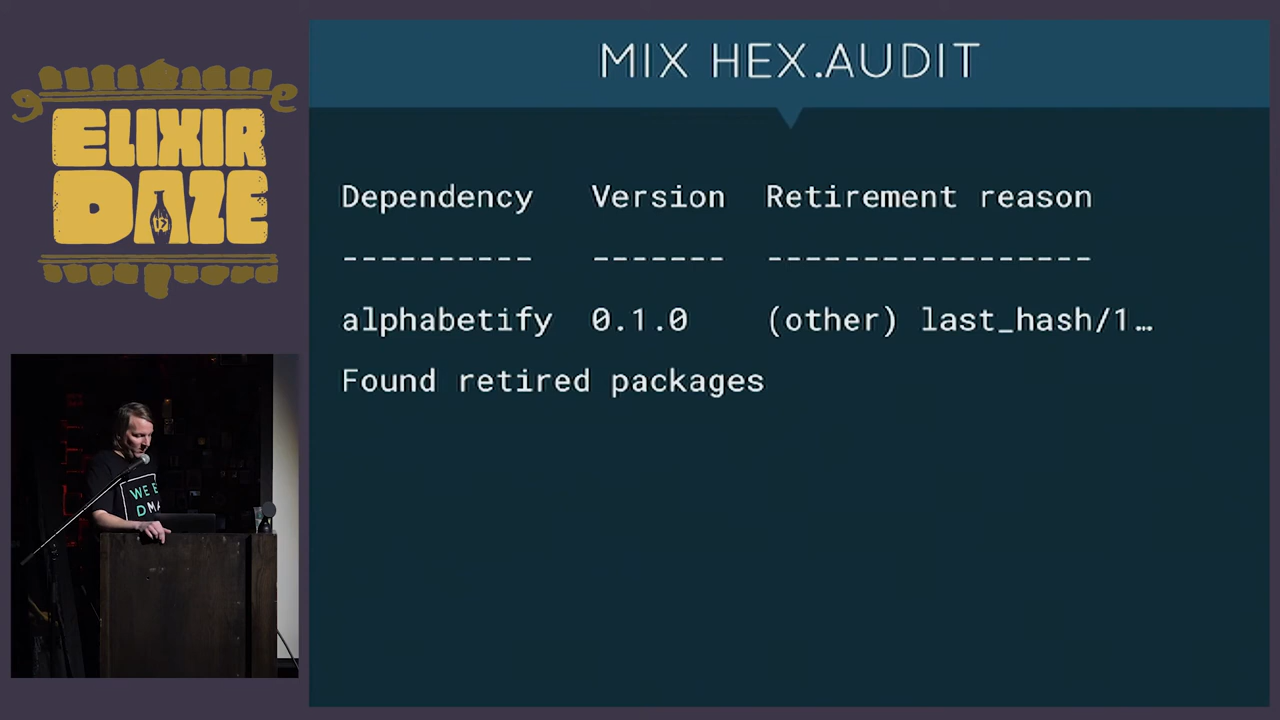 ELIXIR
DAZE
MIX HEX.AUDIT
Dependency Version Retirement reason
---------- ------- -----------------
alphabetify 0.1.0 (other) last_hash/1…
Found retired packages
WE